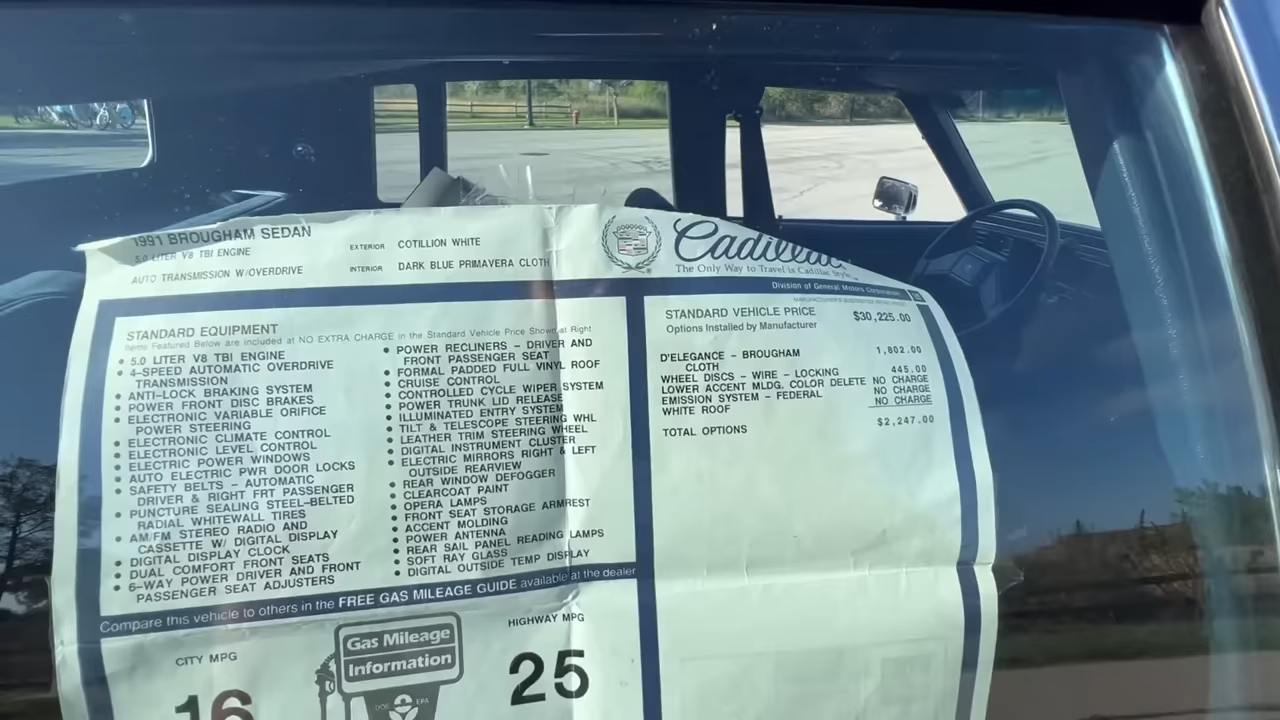 1991 BROUGHAM SEDAN
5.0 LITER V8 TBI ENGINE
AUTO TRANSMISSION W/OVERDRIVE
EXTERIOR COTILLION WHITE
INTERIOR DARK BLUE PRIMAVERA CLOTH
Cadillac
The Only Way to Travel is Cadillac Style
Division of General Motors Corporation
STANDARD EQUIPMENT
Items Featured Below are included at NO EXTRA CHARGE in the Standard Vehicle Price Shown at Right
• 5.0 LITER V8 TBI ENGINE
• 4-SPEED AUTOMATIC OVERDRIVE
TRANSMISSION
• ANTI-LOCK BRAKING SYSTEM
• POWER FRONT DISC BRAKES
• ELECTRONIC VARIABLE ORIFICE
POWER STEERING
• ELECTRONIC CLIMATE CONTROL
• ELECTRONIC LEVEL CONTROL
• ELECTRIC POWER WINDOWS
• AUTO ELECTRIC PWR DOOR LOCKS
• SAFETY BELTS - AUTOMATIC
DRIVER & RIGHT FRT PASSENGER
• PUNCTURE SEALING STEEL-BELTED
RADIAL WHITEWALL TIRES
• AM/FM STEREO RADIO AND
CASSETTE W/ DIGITAL DISPLAY
• DIGITAL DISPLAY CLOCK
• DUAL COMFORT FRONT SEATS
• 6-WAY POWER DRIVER AND FRONT
PASSENGER SEAT ADJUSTERS
• POWER RECLINERS - DRIVER AND
FRONT PASSENGER SEAT
• FORMAL PADDED FULL VINYL ROOF
• CRUISE CONTROL
• CONTROLLED CYCLE WIPER SYSTEM
• POWER TRUNK LID RELEASE
• ILLUMINATED ENTRY SYSTEM
• TILT & TELESCOPE STEERING WHL
• LEATHER TRIM STEERING WHEEL
• DIGITAL INSTRUMENT CLUSTER
• ELECTRIC MIRRORS RIGHT & LEFT
OUTSIDE REARVIEW
• REAR WINDOW DEFOGGER
• CLEARCOAT PAINT
• OPERA LAMPS
• FRONT SEAT STORAGE ARMREST
• ACCENT MOLDING
• POWER ANTENNA
• REAR SAIL PANEL READING LAMPS
• SOFT RAY GLASS
• DIGITAL OUTSIDE TEMP DISPLAY
STANDARD VEHICLE PRICE $30,225.00
Options Installed by Manufacturer
D'ELEGANCE - BROUGHAM 1,802.00
CLOTH
WHEEL DISCS - WIRE - LOCKING 445.00
LOWER ACCENT MLDG. COLOR DELETE NO CHARGE
EMISSION SYSTEM - FEDERAL NO CHARGE
WHITE ROOF NO CHARGE
TOTAL OPTIONS $2,247.00
Compare this vehicle to others in the FREE GAS MILEAGE GUIDE available at the dealer
CITY MPG
16
Gas Mileage
Information
DOE EPA
HIGHWAY MPG
25